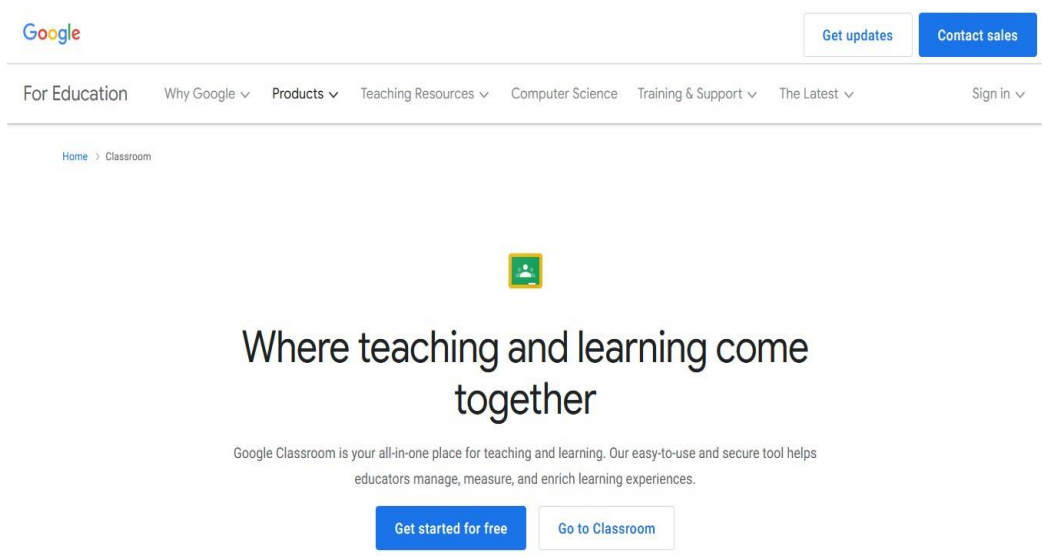 Google
Get updates
Contact sales
For Education
Why Google
Products
Teaching Resources
Computer Science
Training & Support
The Latest
Sign in
Home
Classroom
Where teaching and learning come
together
Google Classroom is your all-in-one place for teaching and learning. Our easy-to-use and secure tool helps
educators manage, measure, and enrich learning experiences.
Get started for free
Go to Classroom